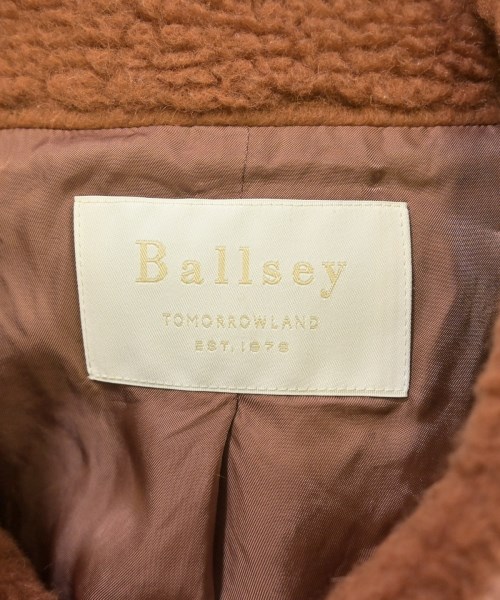 Ballsey
TOMORROWLAND
EST. 1978